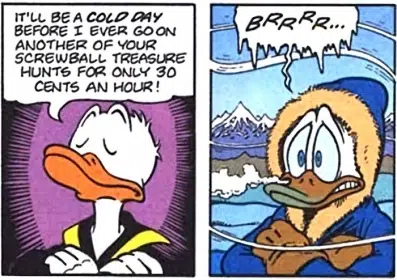 IT'LL BE A COLD DAY
BEFORE I EVER GO ON
ANOTHER OF YOUR
SCREWBALL TREASURE
HUNTS FOR ONLY 30
CENTS AN HOUR!
BRRRR...